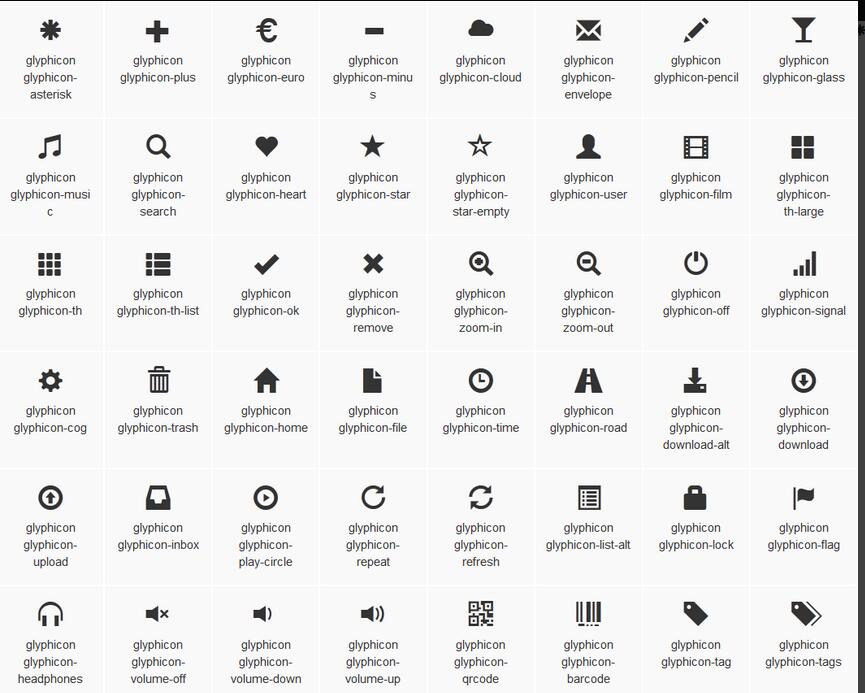 glyphicon
glyphicon-
asterisk
glyphicon
glyphicon-plus
glyphicon
glyphicon-euro
glyphicon
glyphicon-minu
s
glyphicon
glyphicon-cloud
glyphicon
glyphicon-
envelope
glyphicon
glyphicon-pencil
glyphicon
glyphicon-glass
glyphicon
glyphicon-musi
c
glyphicon
glyphicon-
search
glyphicon
glyphicon-heart
glyphicon
glyphicon-star
glyphicon
glyphicon-
star-empty
glyphicon
glyphicon-user
glyphicon
glyphicon-film
glyphicon
glyphicon-
th-large
glyphicon
glyphicon-th
glyphicon
glyphicon-th-list
glyphicon
glyphicon-ok
glyphicon
glyphicon-
remove
glyphicon
glyphicon-
zoom-in
glyphicon
glyphicon-
zoom-out
glyphicon
glyphicon-off
glyphicon
glyphicon-signal
glyphicon
glyphicon-cog
glyphicon
glyphicon-trash
glyphicon
glyphicon-home
glyphicon
glyphicon-file
glyphicon
glyphicon-time
glyphicon
glyphicon-road
glyphicon
glyphicon-
download-alt
glyphicon
glyphicon-
download
glyphicon
glyphicon-
upload
glyphicon
glyphicon-inbox
glyphicon
glyphicon-
play-circle
glyphicon
glyphicon-
repeat
glyphicon
glyphicon-
refresh
glyphicon
glyphicon-list-alt
glyphicon
glyphicon-lock
glyphicon
glyphicon-flag
glyphicon
glyphicon-
headphones
glyphicon
glyphicon-
volume-off
glyphicon
glyphicon-
volume-down
glyphicon
glyphicon-
volume-up
glyphicon
glyphicon-
qrcode
glyphicon
glyphicon-
barcode
glyphicon
glyphicon-tag
glyphicon
glyphicon-tags